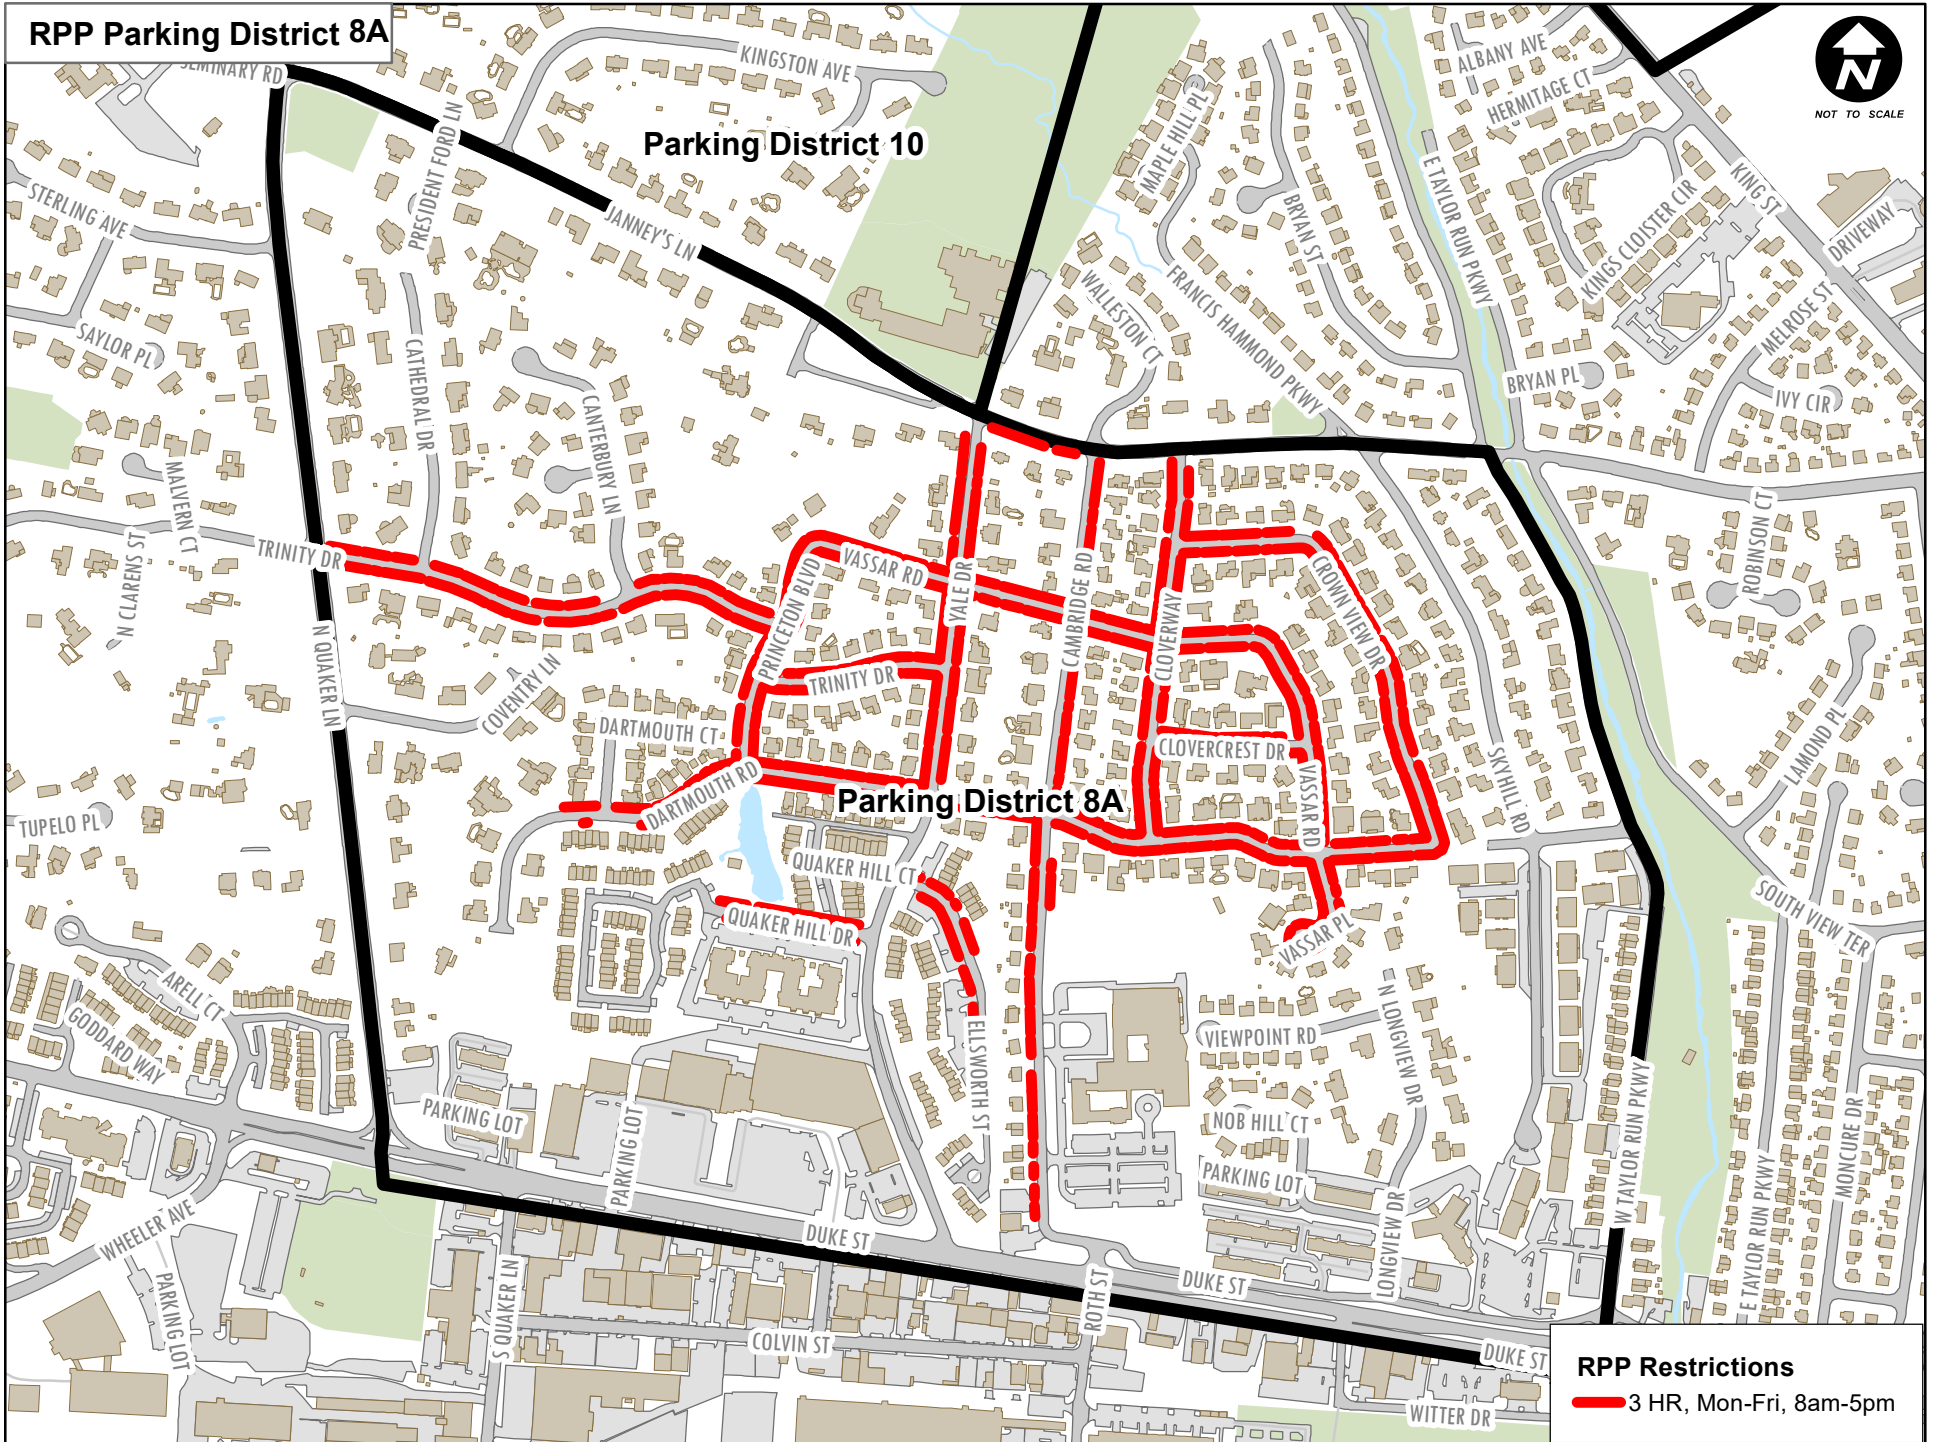 RPP Parking District 8A
SEMINARY RD
KINGSTON AVE
ALBANY AVE
HERMITAGE CT
N
NOT TO SCALE
Parking District 10
PRESIDENT FORD LN
MAPLE HILL PL
E TAYLOR RUN PKWY
KING ST
KINGS CLOISTER CIR
DRIVEWAY
STERLING AVE
JANNEY'S LN
BRYAN ST
FRANCIS HAMMOND PKWY
WALLESTON CT
MELROSE ST
SAYLOR PL
CATHEDRAL DR
CANTERBURY LN
BRYAN PL
IVY CIR
MALVERN CT
N CLARENS ST
TRINITY DR
VASSAR RD
PRINCETON BLVD
YALE DR
CAMBRIDGE RD
CLOVERWAY
CROWN VIEW DR
ROBINSON CT
N QUAKER LN
COVENTRY LN
TRINITY DR
DARTMOUTH CT
CLOVERCREST DR
VASSAR RD
SKYHILL RD
LAMOND PL
DARTMOUTH RD
Parking District 8A
TUPELO PL
QUAKER HILL CT
QUAKER HILL DR
VASSAR PL
SOUTH VIEW TER
ARELL CT
GODDARD WAY
ELLSWORTH ST
VIEWPOINT RD
N LONGVIEW DR
W TAYLOR RUN PKWY
PARKING LOT
PARKING LOT
NOB HILL CT
PARKING LOT
MONCURE DR
E TAYLOR RUN PKWY
WHEELER AVE
PARKING LOT
DUKE ST
LONGVIEW DR
S QUAKER LN
COLVIN ST
ROTH ST
DUKE ST
DUKE ST
WITTER DR
RPP Restrictions
3 HR, Mon-Fri, 8am-5pm